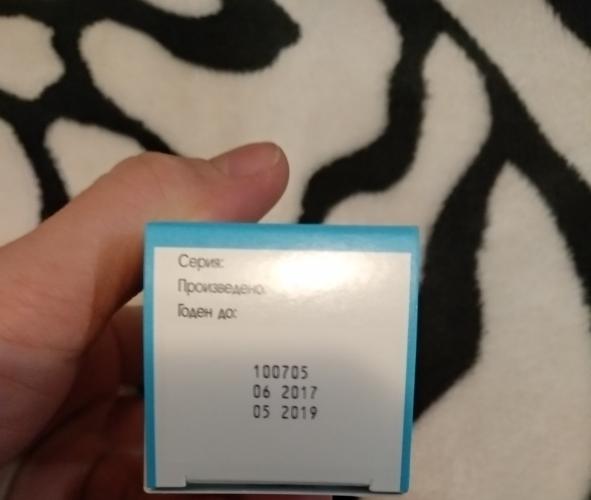 Серия:
Произведено:
Годен до:
100705
06 2017
05 2019